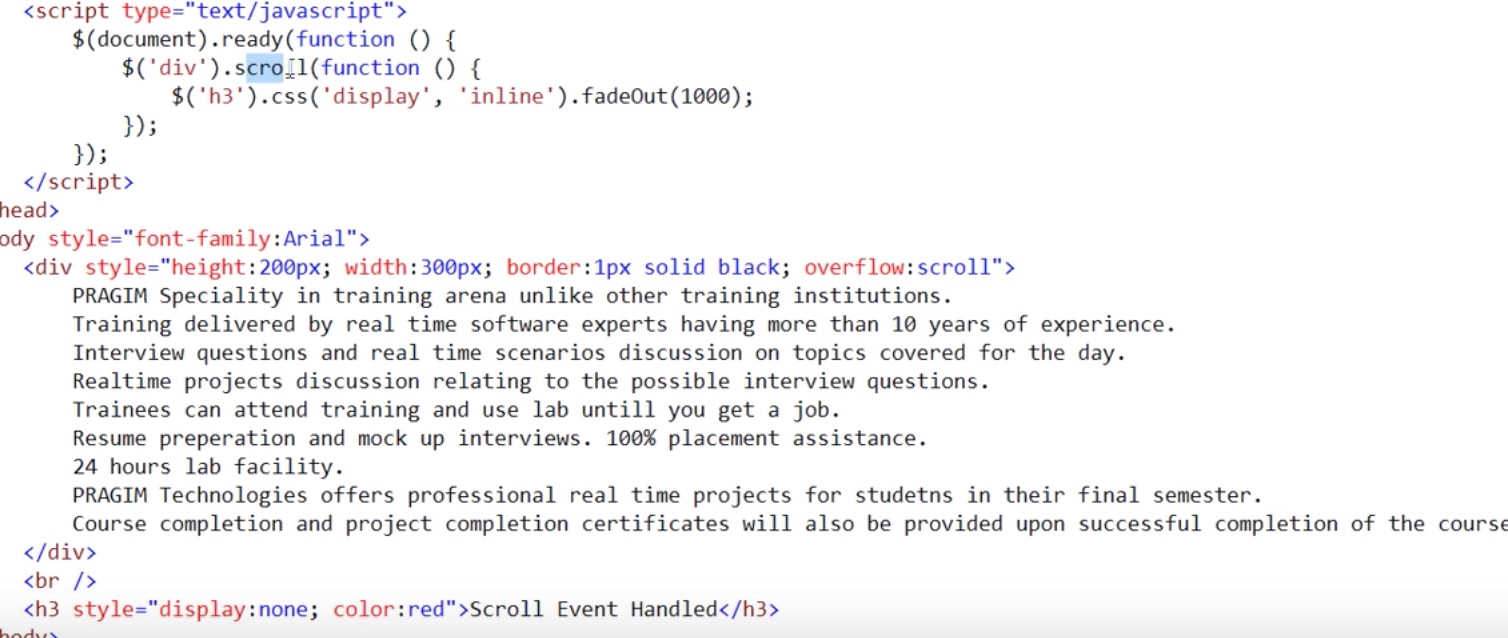 <script type="text/javascript">
$(document).ready(function () {
$('div').scroll(function () {
$('h3').css('display', 'inline').fadeOut(1000);
});
});
</script>
head>
ody style="font-family:Arial">
<div style="height:200px; width:300px; border:1px solid black; overflow:scroll">
PRAGIM Speciality in training arena unlike other training institutions.
Training delivered by real time software experts having more than 10 years of experience.
Interview questions and real time scenarios discussion on topics covered for the day.
Realtime projects discussion relating to the possible interview questions.
Trainees can attend training and use lab untill you get a job.
Resume preperation and mock up interviews. 100% placement assistance.
24 hours lab facility.
PRAGIM Technologies offers professional real time projects for studetns in their final semester.
Course completion and project completion certificates will also be provided upon successful completion of the course
</div>
<br />
<h3 style="display:none; color:red">Scroll Event Handled</h3>
body>